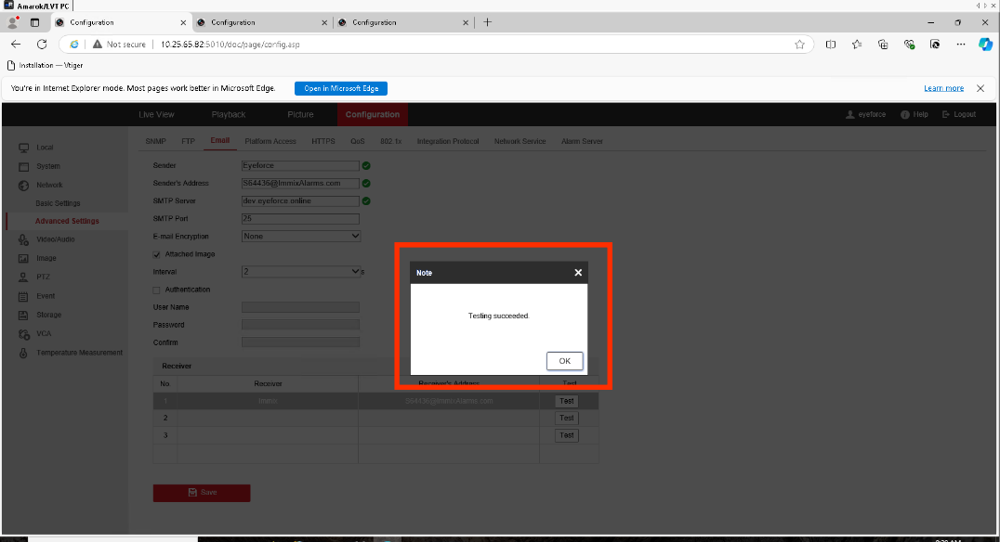 Amarok/LVT PC
Configuration
Configuration
Configuration
Not secure
10.25.65.82:5010/doc/page/config.asp
Installation — Vtiger
You're in Internet Explorer mode. Most pages work better in Microsoft Edge.
Open in Microsoft Edge
Learn more
Live View
Playback
Picture
Configuration
eyeforce
Help
Logout
Local
System
Network
Basic Settings
Advanced Settings
Video/Audio
Image
PTZ
Event
Storage
VCA
Temperature Measurement
SNMP
FTP
Email
Platform Access
HTTPS
QoS
802.1x
Integration Protocol
Network Service
Alarm Server
Sender
Eyeforce
Sender's Address
S64436@ImmixAlarms.com
SMTP Server
dev.eyeforce.online
SMTP Port
25
E-mail Encryption
None
Attached Image
Interval
2
s
Authentication
User Name
Password
Confirm
Receiver
No.
Receiver
Receiver's Address
Test
1
Immix
S64436@ImmixAlarms.com
Test
2
Test
3
Test
Save
Note
Testing succeeded.
OK